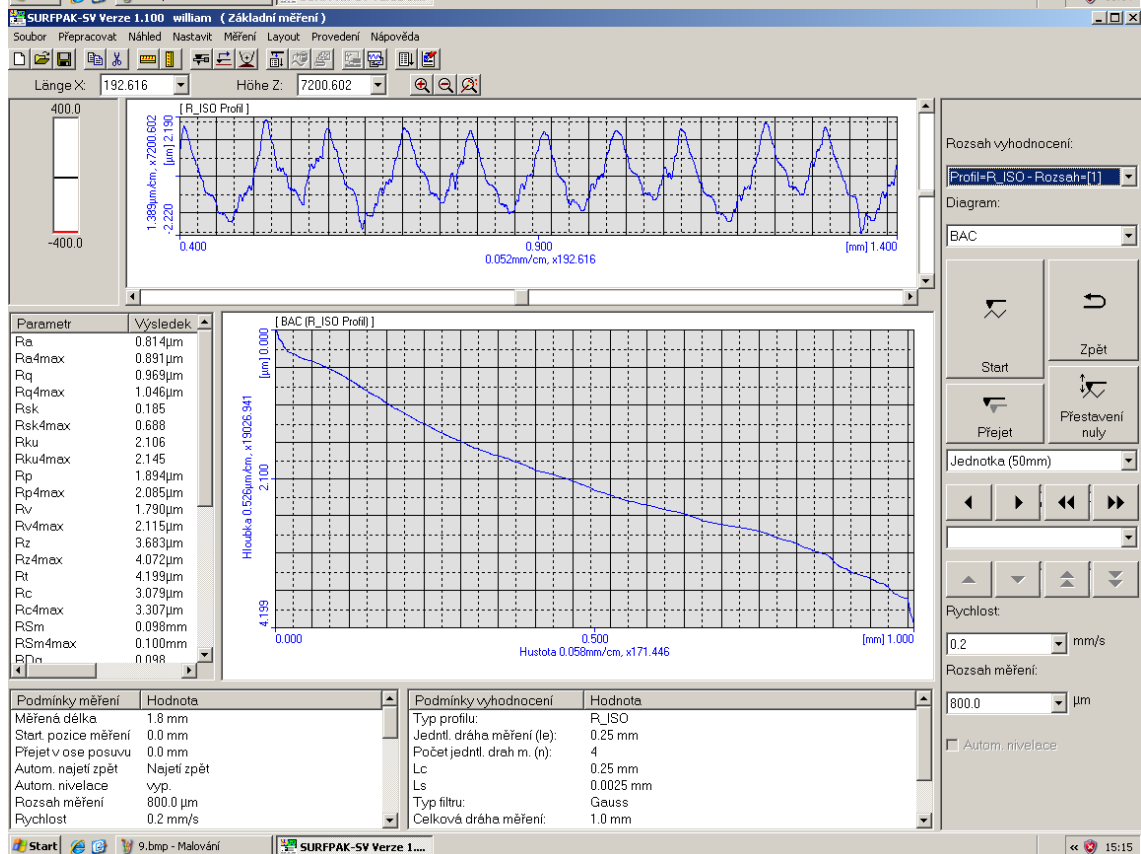 SURFPAK-SV Verze 1.100   william   ( Základní měření )
Soubor Přepracovat Náhled Nastavit Měření Layout Provedení Nápověda
Länge X: 192.616 Höhe Z: 7200.602
400.0
-400.0
[ R_ISO Profil ]
1.389µm/cm, x7200.602
[µm] 2.190
-2.220
0.400 0.900 [mm] 1.400
0.052mm/cm, x192.616
Parametr Výsledek
Ra 0.814µm
Ra4max 0.891µm
Rq 0.969µm
Rq4max 1.046µm
Rsk 0.185
Rsk4max 0.688
Rku 2.106
Rku4max 2.145
Rp 1.894µm
Rp4max 2.085µm
Rv 1.790µm
Rv4max 2.115µm
Rz 3.683µm
Rz4max 4.072µm
Rt 4.199µm
Rc 3.079µm
Rc4max 3.307µm
RSm 0.098mm
RSm4max 0.100mm
RDq 0.098
[ BAC (R_ISO Profil) ]
Hloubka 0.526µm/cm, x19026.941
[µm] 0.000
2.100
4.199
0.000 0.500 [mm] 1.000
Hustota 0.058mm/cm, x171.446
Rozsah vyhodnocení:
Profil=R_ISO - Rozsah=[1]
Diagram:
BAC
Start
Zpět
Přejet
Přestavení
nuly
Jednotka (50mm)
Rychlost:
0.2 mm/s
Rozsah měření:
800.0 µm
Autom. nivelace
Podmínky měření Hodnota
Měřená délka 1.8 mm
Start. pozice měření 0.0 mm
Přejet v ose posuvu 0.0 mm
Autom. najetí zpět Najetí zpět
Autom. nivelace vyp.
Rozsah měření 800.0 µm
Rychlost 0.2 mm/s
Podmínky vyhodnocení Hodnota
Typ profilu: R_ISO
Jedntl. dráha měření (le): 0.25 mm
Počet jedntl. drah m. (n): 4
Lc 0.25 mm
Ls 0.0025 mm
Typ filtru: Gauss
Celková dráha měření: 1.0 mm
Start 9.bmp - Malování SURFPAK-SV Verze 1.... 15:15